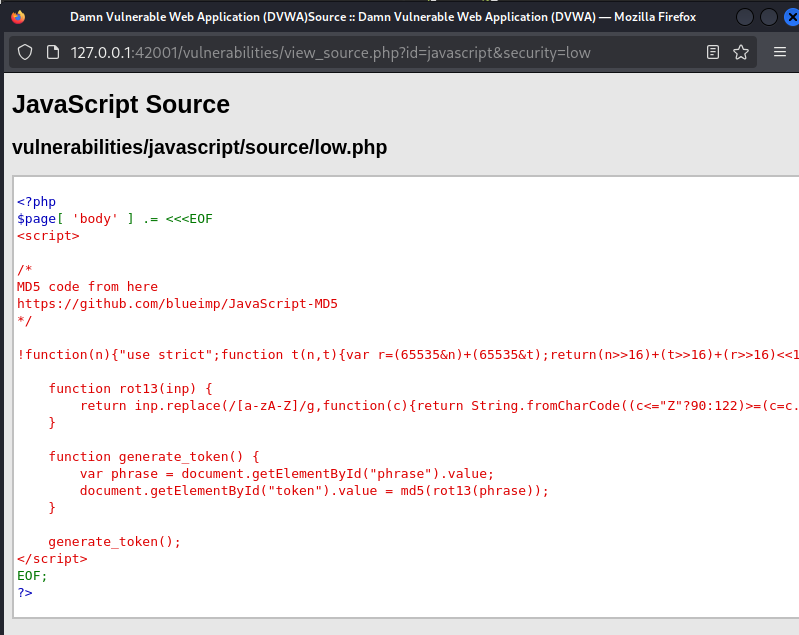 Damn Vulnerable Web Application (DVWA)Source :: Damn Vulnerable Web Application (DVWA) — Mozilla Firefox
127.0.0.1:42001/vulnerabilities/view_source.php?id=javascript&security=low
JavaScript Source
vulnerabilities/javascript/source/low.php
<?php
$page[ 'body' ] .= <<<EOF
<script>
/*
MD5 code from here
https://github.com/blueimp/JavaScript-MD5
*/
!function(n){"use strict";function t(n,t){var r=(65535&n)+(65535&t);return(n>>16)+(t>>16)+(r>>16)<<1
    function rot13(inp) {
        return inp.replace(/[a-zA-Z]/g,function(c){return String.fromCharCode((c<="Z"?90:122)>=(c=c.
    }
    function generate_token() {
        var phrase = document.getElementById("phrase").value;
        document.getElementById("token").value = md5(rot13(phrase));
    }
    generate_token();
</script>
EOF;
?>